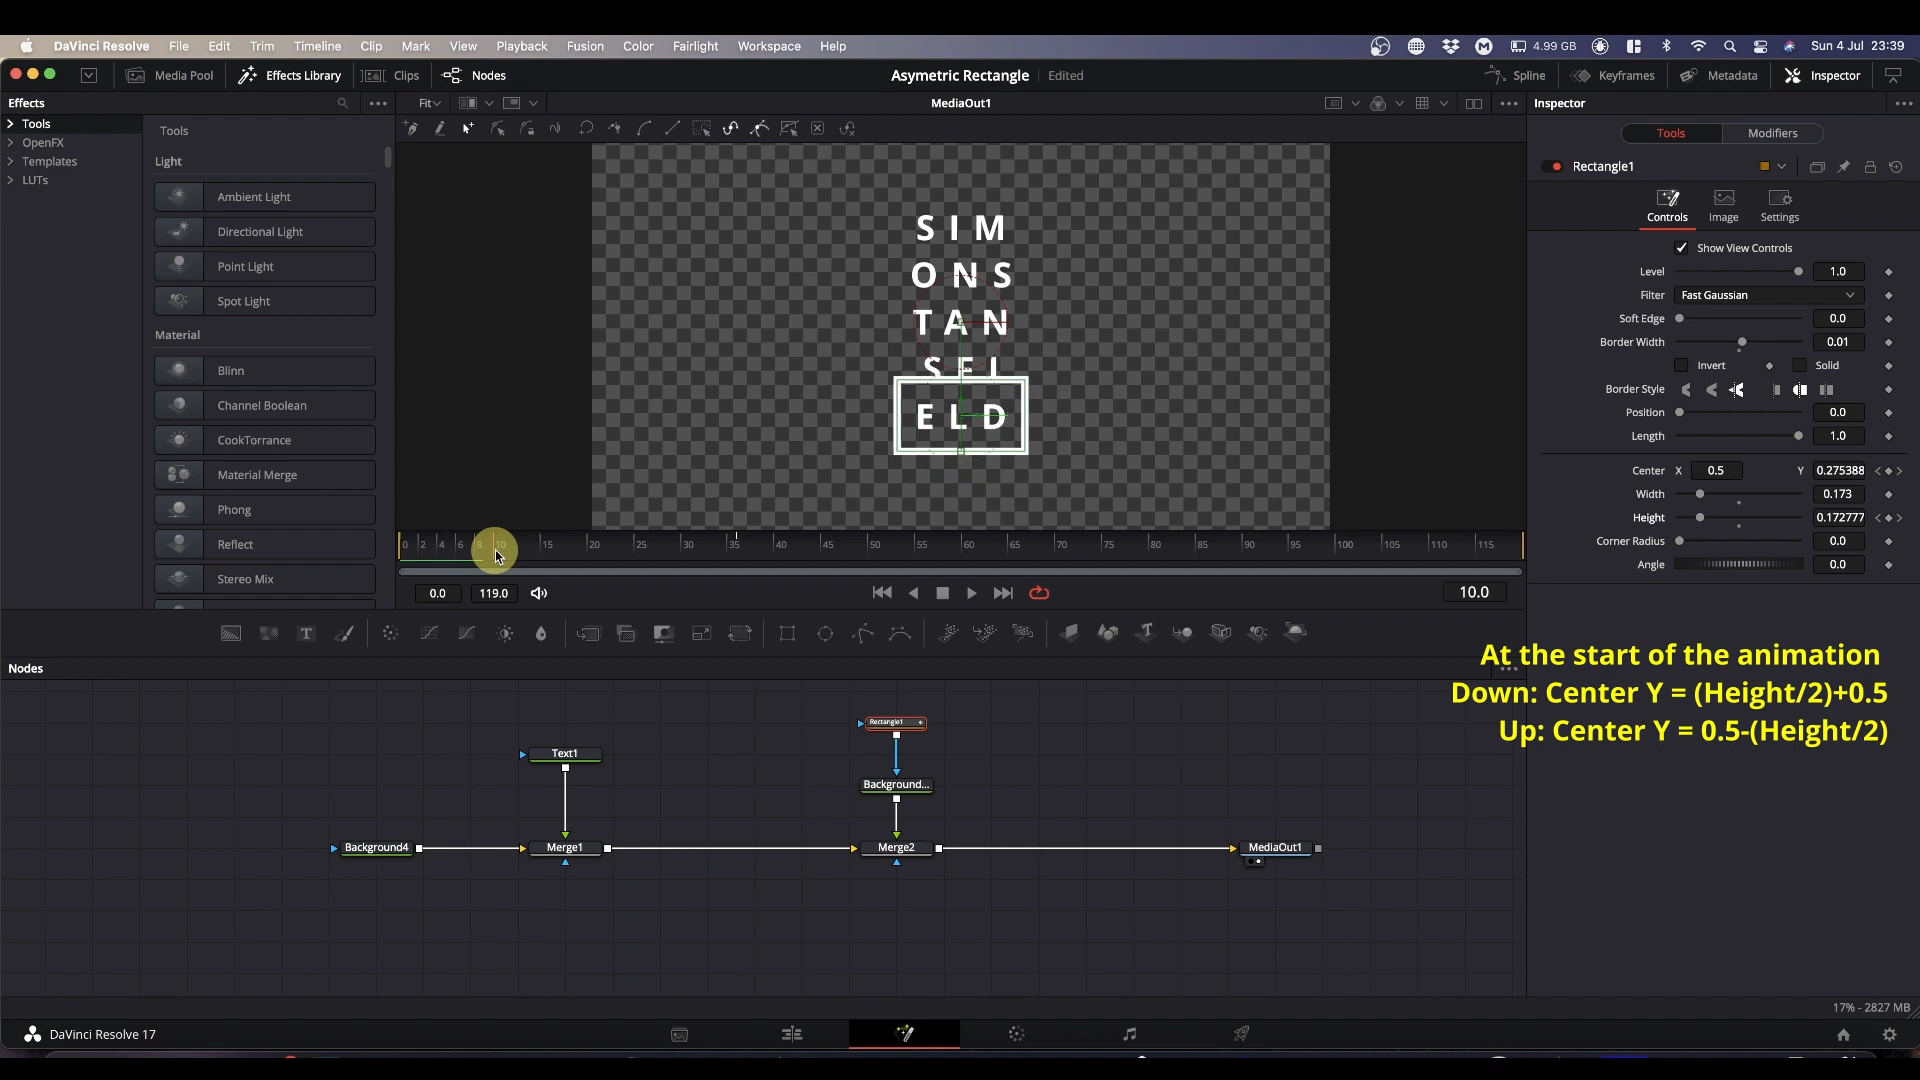 DaVinci Resolve File Edit Trim Timeline Clip Mark View Playback Fusion Color Fairlight Workspace Help 4.99 GB Sun 4 Jul 23:39
Media Pool Effects Library Clips Nodes Asymetric Rectangle Edited Spline Keyframes Metadata Inspector
Effects Fit MediaOut1 Inspector
Tools
OpenFX
Templates
LUTs
Tools
Light
Ambient Light
Directional Light
Point Light
Spot Light
Material
Blinn
Channel Boolean
CookTorrance
Material Merge
Phong
Reflect
Stereo Mix
S I M
O N S
T A N
E L D
0 2 4 6 8 10 15 20 25 30 35 40 45 50 55 60 65 70 75 80 85 90 95 100 105 110 115
0.0 119.0 10.0
Tools Modifiers
Rectangle1
Controls Image Settings
Show View Controls
Level 1.0
Filter Fast Gaussian
Soft Edge 0.0
Border Width 0.01
Invert Solid
Border Style
Position 0.0
Length 1.0
Center X 0.5 Y 0.275388
Width 0.173
Height 0.172777
Corner Radius 0.0
Angle 0.0
Nodes
At the start of the animation
Down: Center Y = (Height/2)+0.5
Up: Center Y = 0.5-(Height/2)
Rectangle1
Text1
Background...
Background4 Merge1 Merge2 MediaOut1
17% - 2827 MB
DaVinci Resolve 17